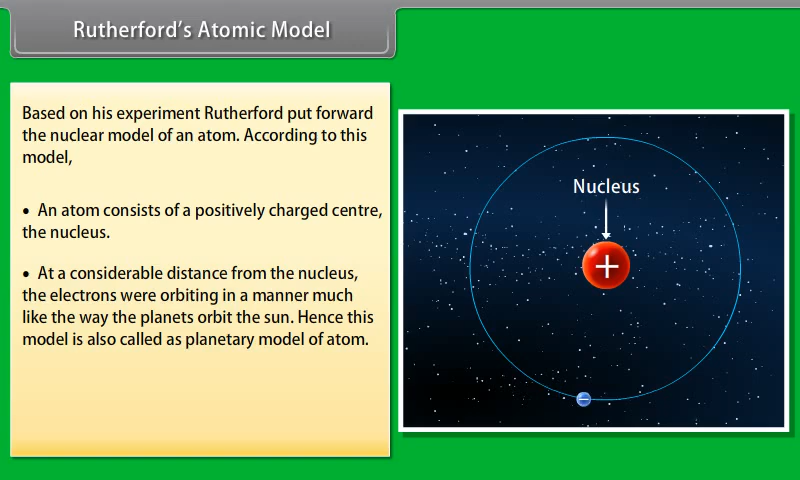 Rutherford's Atomic Model
Based on his experiment Rutherford put forward
the nuclear model of an atom. According to this
model,
• An atom consists of a positively charged centre,
the nucleus.
• At a considerable distance from the nucleus,
the electrons were orbiting in a manner much
like the way the planets orbit the sun. Hence this
model is also called as planetary model of atom.
Nucleus
+
−